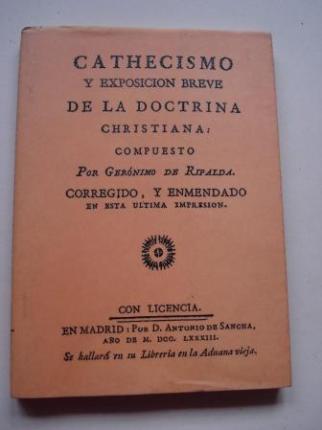 CATHECISMO
Y EXPOSICION BREVE
DE LA DOCTRINA
CHRISTIANA:
COMPUESTO
Por Gerónimo de Ripalda.
CORREGIDO, Y ENMENDADO
EN ESTA ULTIMA IMPRESION.
CON LICENCIA.
EN MADRID: Por D. Antonio de Sancha,
AÑO DE M. DCC. LXXXIII.
Se hallará en su Librería en la Aduana vieja.